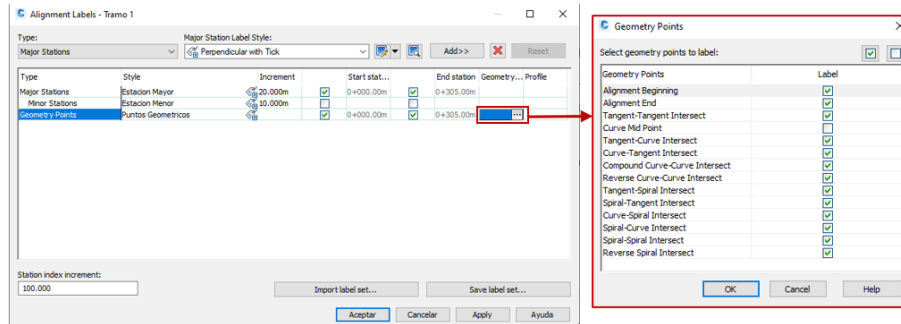 Alignment Labels - Tramo 1
Type:
Major Station Label Style:
Major Stations
Perpendicular with Tick
Add>>
Reset
Type Style Increment Start stat... End station Geometry... Profile
Major Stations Estacion Mayor 20.000m 0+000.00m 0+305.00m
Minor Stations Estacion Menor 10.000m
Geometry Points Puntos Geometricos 0+000.00m 0+305.00m ...
Station index increment:
100.000
Import label set...
Save label set...
Aceptar
Cancelar
Apply
Ayuda
Geometry Points
Select geometry points to label:
Geometry Points Label
Alignment Beginning
Alignment End
Tangent-Tangent Intersect
Curve Mid Point
Tangent-Curve Intersect
Curve-Tangent Intersect
Compound Curve-Curve Intersect
Reverse Curve-Curve Intersect
Tangent-Spiral Intersect
Spiral-Tangent Intersect
Curve-Spiral Intersect
Spiral-Curve Intersect
Spiral-Spiral Intersect
Reverse Spiral Intersect
OK
Cancel
Help